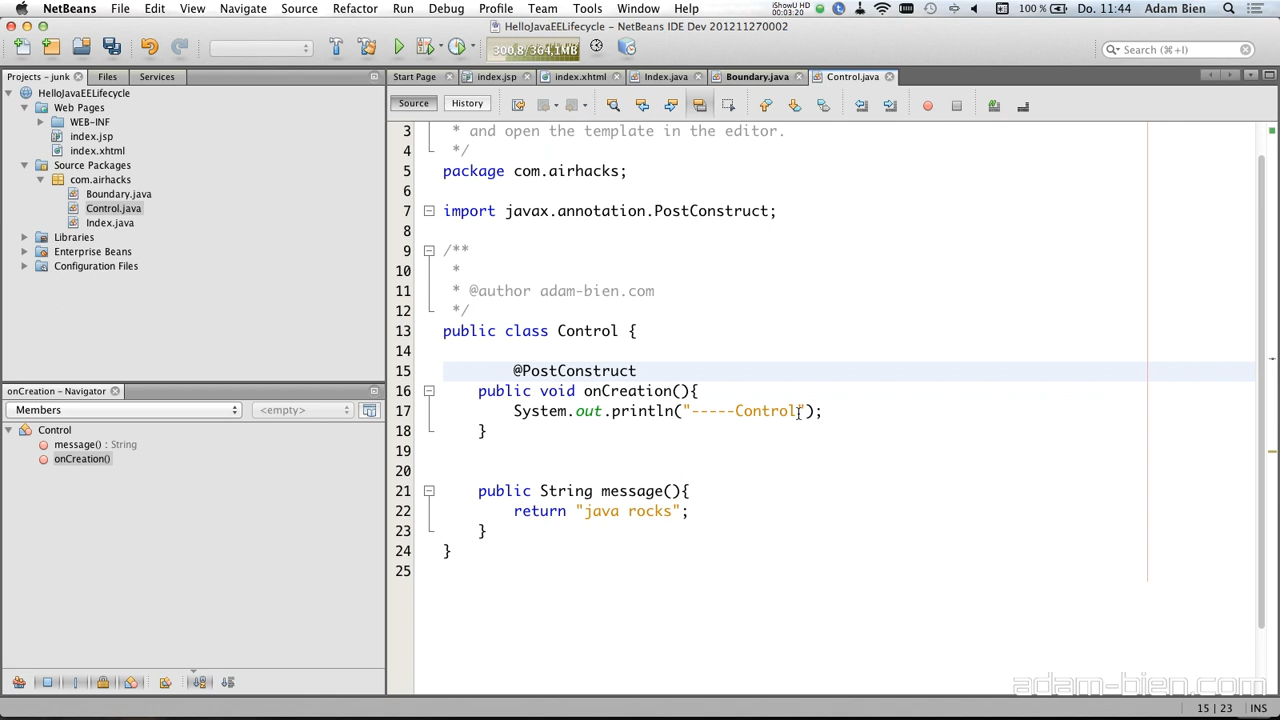 NetBeans File Edit View Navigate Source Refactor Run Debug Profile Team Tools Window Help iShowU HD 00:03:20 100 % Do. 11:44 Adam Bien
HelloJavaEELifecycle - NetBeans IDE Dev 201211270002
300,8/364,1MB
Search (⌘+I)
Projects - junk Files Services
Start Page index.jsp index.xhtml Index.java Boundary.java Control.java
HelloJavaEELifecycle
Web Pages
WEB-INF
index.jsp
index.xhtml
Source Packages
com.airhacks
Boundary.java
Control.java
Index.java
Libraries
Enterprise Beans
Configuration Files
onCreation - Navigator
Members
<empty>
Control
message() : String
onCreation()
Source History
3 * and open the template in the editor.
4 */
5 package com.airhacks;
6
7 import javax.annotation.PostConstruct;
8
9 /**
10 *
11 * @author adam-bien.com
12 */
13 public class Control {
14
15 @PostConstruct
16 public void onCreation(){
17 System.out.println("-----Control");
18 }
19
20
21 public String message(){
22 return "java rocks";
23 }
24 }
25
adam-bien.com
15 | 23 INS